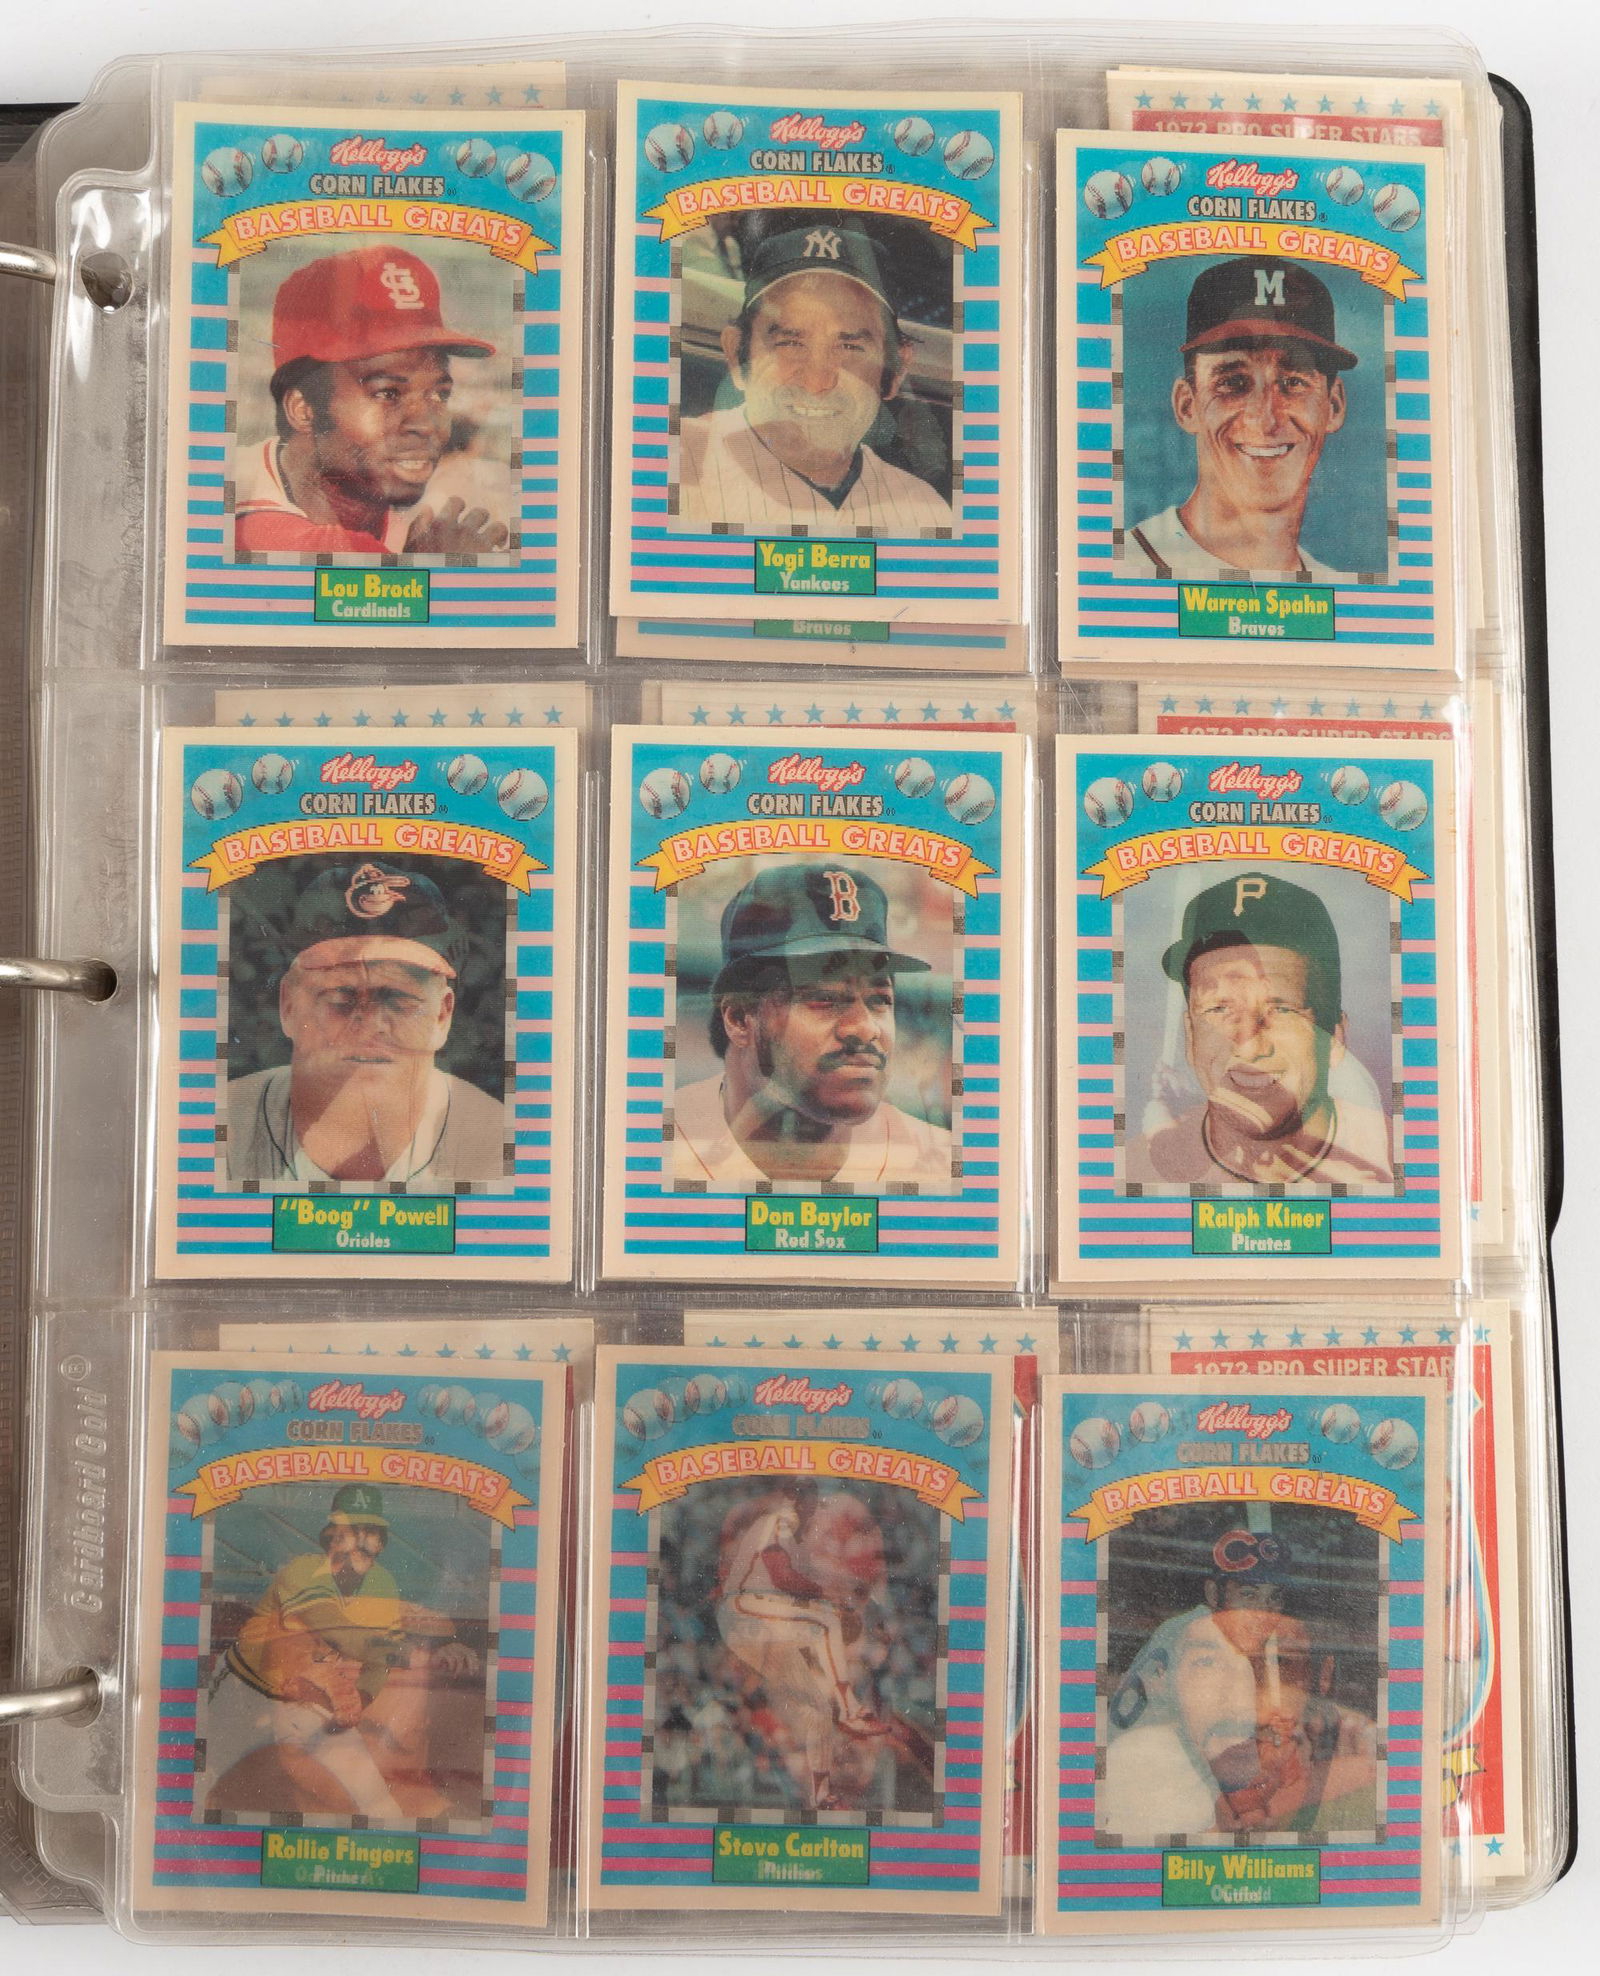 1973 PRO SUPER STARS
Kellogg's
CORN FLAKES®
BASEBALL GREATS
STL
Lou Brock
Cardinals
Kellogg's
CORN FLAKES®
BASEBALL GREATS
NY
Yogi Berra
Yankees
Braves
Kellogg's
CORN FLAKES®
BASEBALL GREATS
M
Warren Spahn
Braves
1973 PRO SUPER STARS
Kellogg's
CORN FLAKES®
BASEBALL GREATS
"Boog" Powell
Orioles
Kellogg's
CORN FLAKES®
BASEBALL GREATS
B
Don Baylor
Red Sox
Kellogg's
CORN FLAKES®
BASEBALL GREATS
P
Ralph Kiner
Pirates
Cardboard Gold®
1973 PRO SUPER STAR
Kellogg's
CORN FLAKES®
BASEBALL GREATS
A
Rollie Fingers
Kellogg's
CORN FLAKES®
BASEBALL GREATS
Steve Carlton
Kellogg's
CORN FLAKES®
BASEBALL GREATS
C
Billy Williams